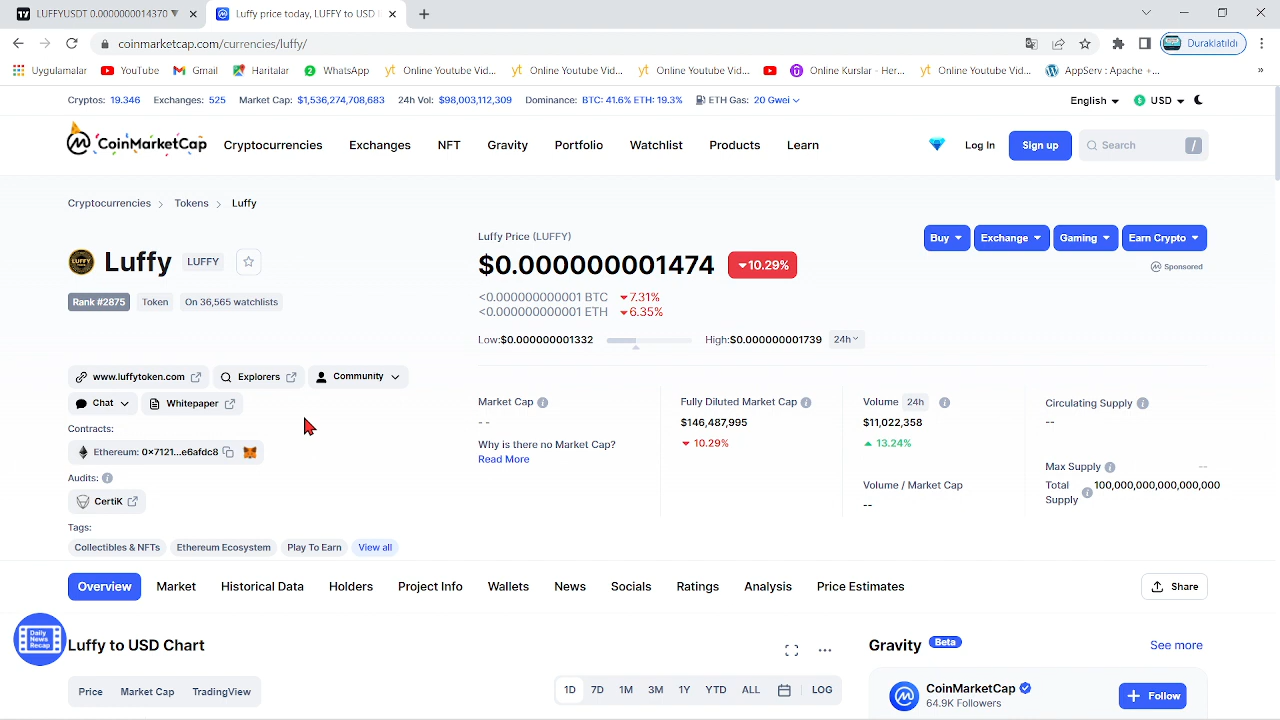 LUFFYUSDT 0.000000014370 ▼
Luffy price today, LUFFY to USD
coinmarketcap.com/currencies/luffy/
Duraklatıldı
Uygulamalar YouTube Gmail Haritalar WhatsApp Online Youtube Vid... Online Youtube Vid... Online Youtube Vid... Online Kurslar - Her... Online Youtube Vid... AppServ : Apache +... »
Cryptos: 19.346 Exchanges: 525 Market Cap: $1,536,274,708,683 24h Vol: $98,003,112,309 Dominance: BTC: 41.6% ETH: 19.3% ETH Gas: 20 Gwei English USD
CoinMarketCap Cryptocurrencies Exchanges NFT Gravity Portfolio Watchlist Products Learn Log In Sign up Search /
Cryptocurrencies > Tokens > Luffy
Luffy LUFFY
Rank #2875 Token On 36,565 watchlists
www.luffytoken.com Explorers Community
Chat Whitepaper
Contracts:
Ethereum: 0x7121...e8afdc8
Audits:
CertiK
Tags:
Collectibles & NFTs Ethereum Ecosystem Play To Earn View all
Luffy Price (LUFFY)
$0.000000001474 ▼10.29%
<0.000000000001 BTC ▼7.31%
<0.000000000001 ETH ▼6.35%
Low:$0.000000001332 High:$0.000000001739 24h
Buy Exchange Gaming Earn Crypto
Sponsored
Market Cap
- -
Why is there no Market Cap?
Read More
Fully Diluted Market Cap
$146,487,995
▼ 10.29%
Volume 24h
$11,022,358
▲ 13.24%
Volume / Market Cap
--
Circulating Supply
--
Max Supply --
Total Supply 100,000,000,000,000,000
Overview Market Historical Data Holders Project Info Wallets News Socials Ratings Analysis Price Estimates Share
Daily
News
Recap
Luffy to USD Chart
Price Market Cap TradingView
1D 7D 1M 3M 1Y YTD ALL LOG
Gravity Beta See more
CoinMarketCap
64.9K Followers
+ Follow